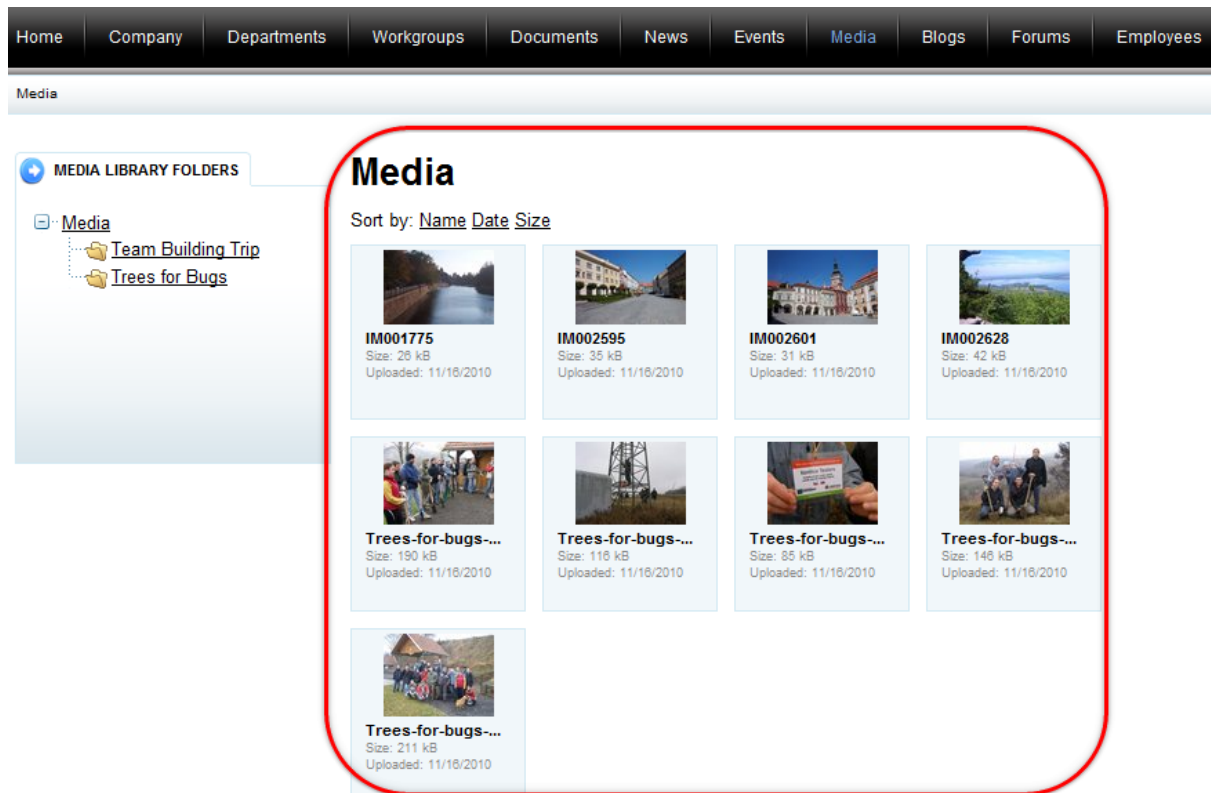 Home Company Departments Workgroups Documents News Events Media Blogs Forums Employees
Media
MEDIA LIBRARY FOLDERS
Media
Team Building Trip
Trees for Bugs
Media
Sort by: Name Date Size
IM001775 IM002595 IM002601 IM002628
Size: 26 kB Size: 35 kB Size: 31 kB Size: 42 kB
Uploaded: 11/16/2010 Uploaded: 11/16/2010 Uploaded: 11/16/2010 Uploaded: 11/16/2010
Trees-for-bugs-... Trees-for-bugs-... Trees-for-bugs-... Trees-for-bugs-...
Size: 190 kB Size: 116 kB Size: 85 kB Size: 146 kB
Uploaded: 11/16/2010 Uploaded: 11/16/2010 Uploaded: 11/16/2010 Uploaded: 11/16/2010
Trees-for-bugs-...
Size: 211 kB
Uploaded: 11/16/2010